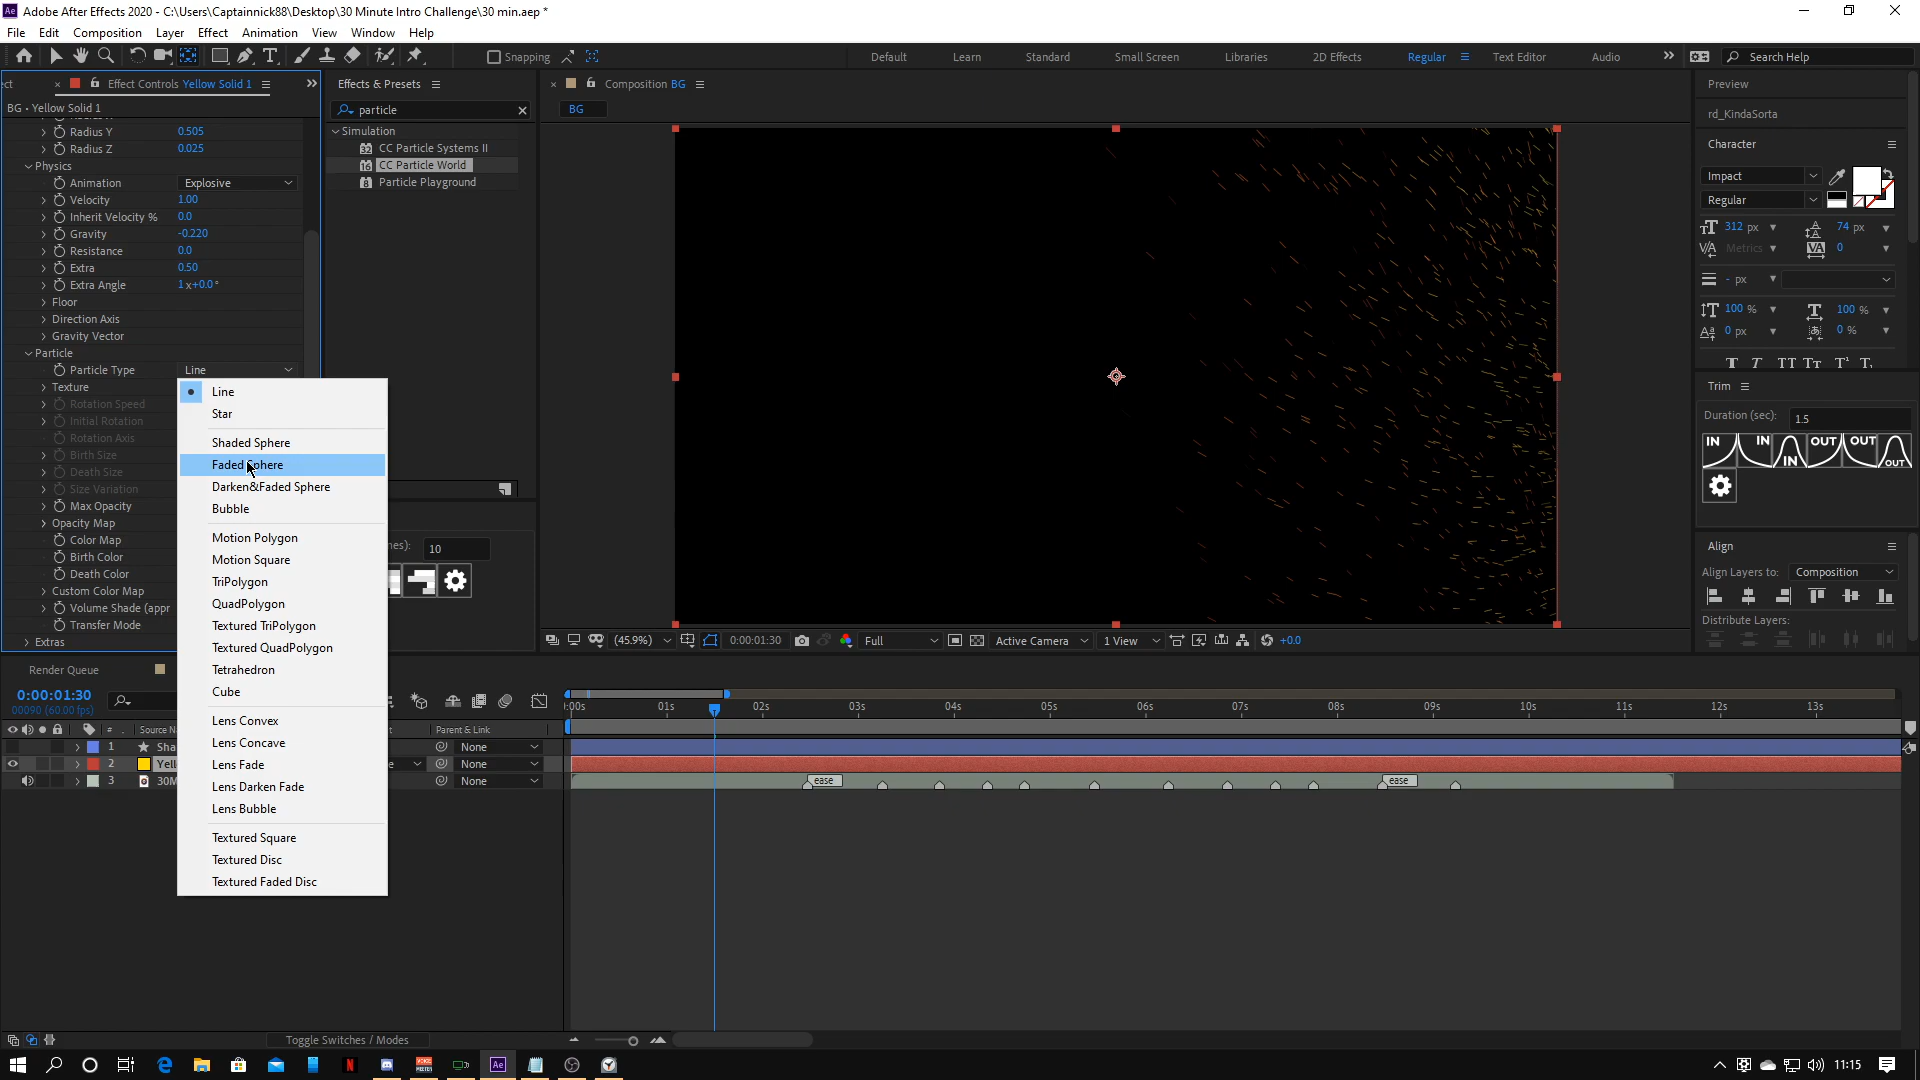 Adobe After Effects 2020 - C:\Users\Captainnick88\Desktop\30 Minute Intro Challenge\30 min.aep *
File Edit Composition Layer Effect Animation View Window Help
Snapping
Default Learn Standard Small Screen Libraries 2D Effects Regular Text Editor Audio
Search Help
Effect Controls Yellow Solid 1
BG • Yellow Solid 1
Radius Y 0.505
Radius Z 0.025
Physics
Animation Explosive
Velocity 1.00
Inherit Velocity % 0.0
Gravity -0.220
Resistance 0.0
Extra 0.50
Extra Angle 1x+0.0°
Floor
Direction Axis
Gravity Vector
Particle
Particle Type Line
Texture
Rotation Speed
Initial Rotation
Rotation Axis
Birth Size
Death Size
Size Variation
Max Opacity
Opacity Map
Color Map
Birth Color
Death Color
Custom Color Map
Volume Shade (appr
Transfer Mode
Extras
Line
Star
Shaded Sphere
Faded Sphere
Darken&Faded Sphere
Bubble
Motion Polygon
Motion Square
TriPolygon
QuadPolygon
Textured TriPolygon
Textured QuadPolygon
Tetrahedron
Cube
Lens Convex
Lens Concave
Lens Fade
Lens Darken Fade
Lens Bubble
Textured Square
Textured Disc
Textured Faded Disc
Effects & Presets
particle
Simulation
CC Particle Systems II
CC Particle World
Particle Playground
10
Composition BG
BG
(45.9%) 0:00:01:30 Full Active Camera 1 View +0.0
Preview
rd_KindaSorta
Character
Impact
Regular
312 px 74 px
Metrics 0
- px
100 % 100 %
0 px 0 %
Trim
Duration (sec): 1.5
IN IN IN OUT OUT OUT
Align
Align Layers to: Composition
Distribute Layers:
Render Queue
0:00:01:30
00090 (60.00 fps)
# Source N Parent & Link
1 Sha None
2 Yell None
3 30M None
:00s 01s 02s 03s 04s 05s 06s 07s 08s 09s 10s 11s 12s 13s
ease ease
Toggle Switches / Modes
11:15